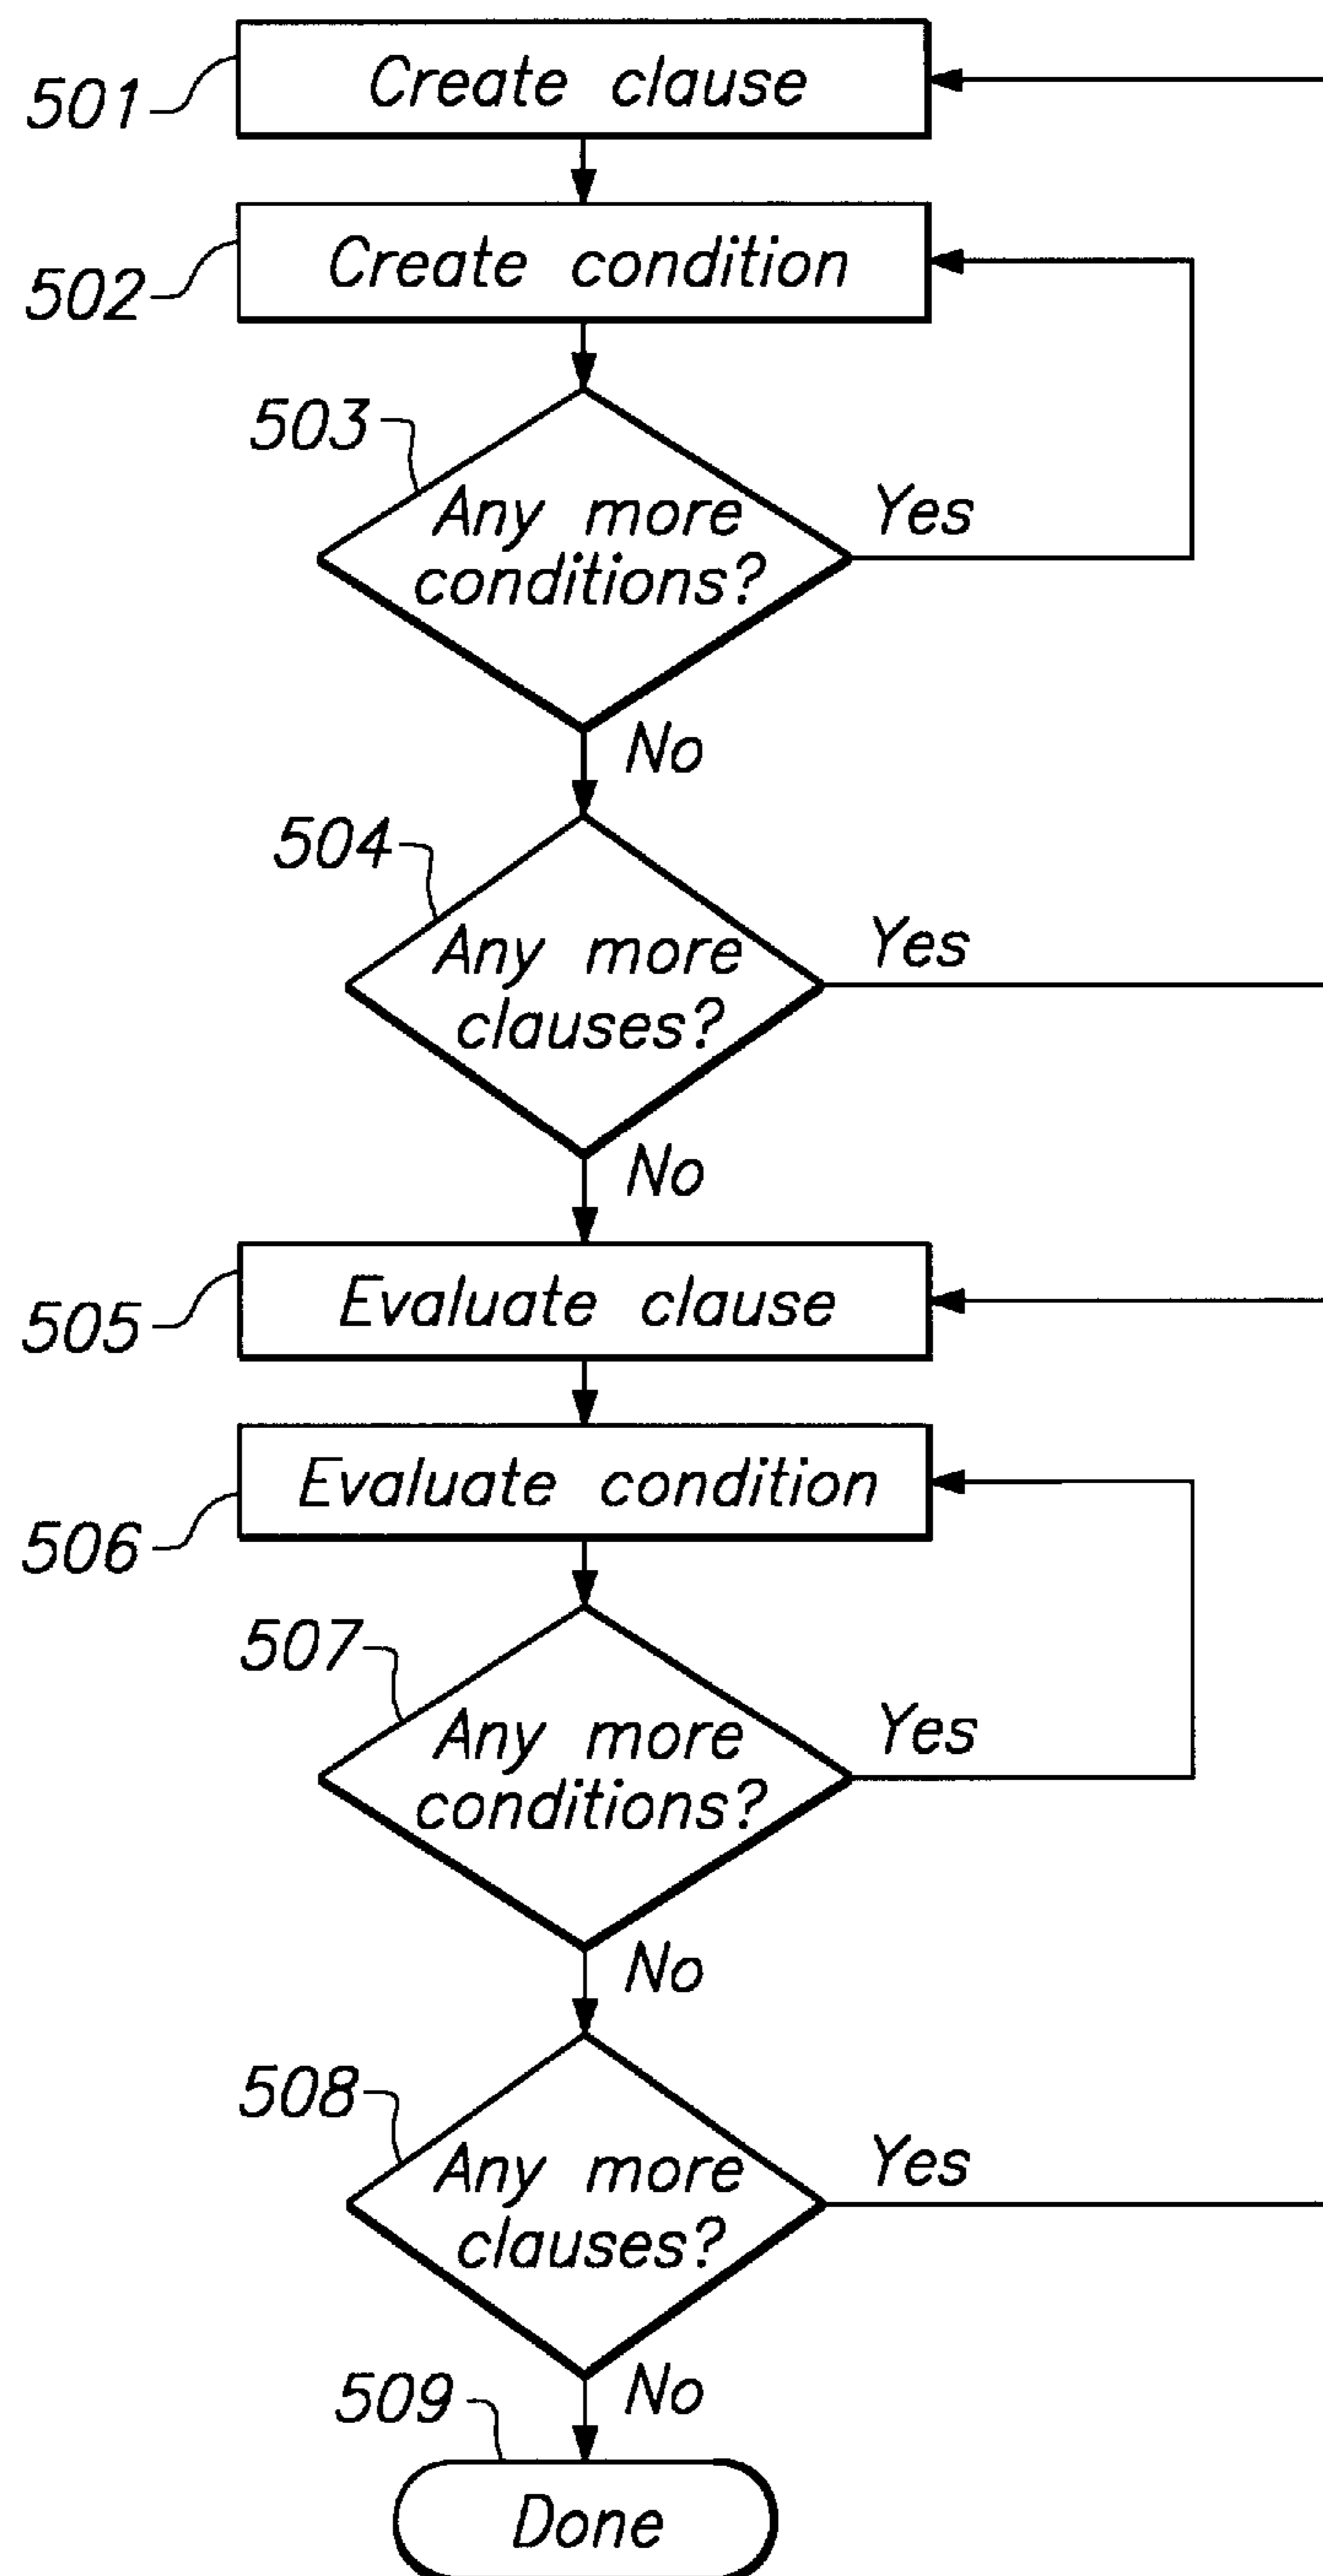 Create clause
501
Create condition
502
503
Any more
conditions?
Yes
No
504
Any more
clauses?
Yes
No
Evaluate clause
505
Evaluate condition
506
507
Any more
conditions?
Yes
No
508
Any more
clauses?
Yes
No
509
Done